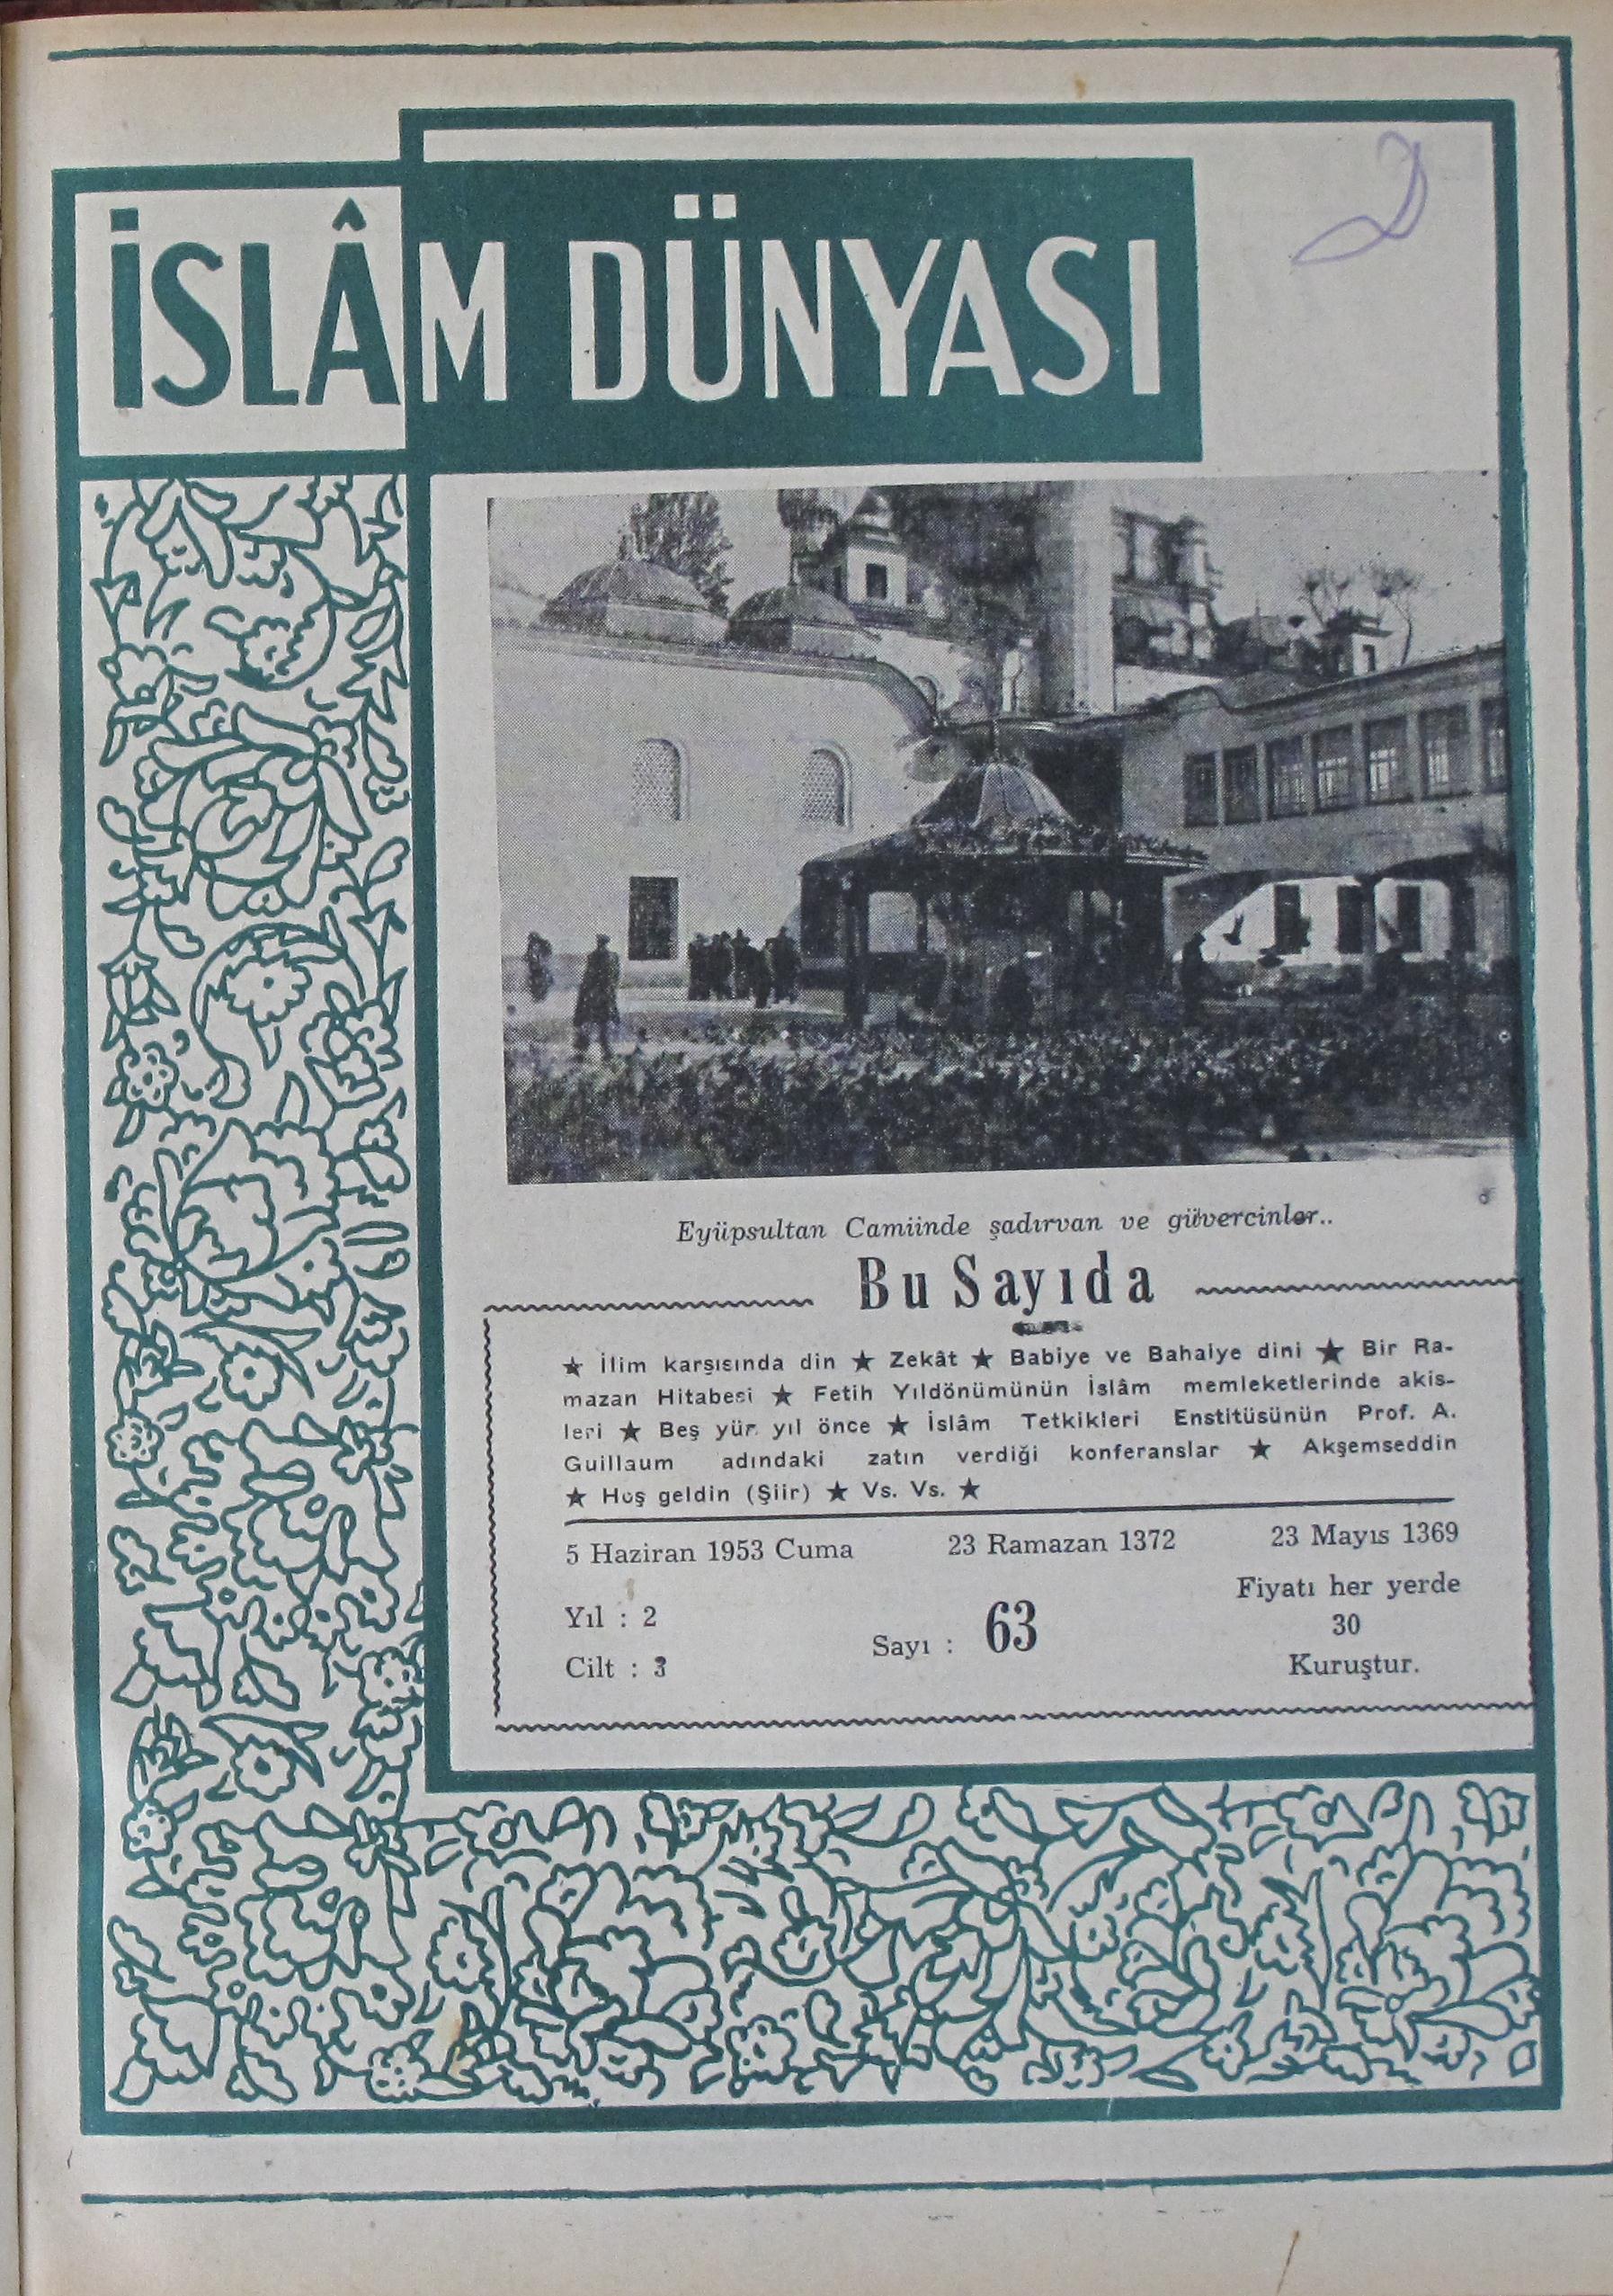 İSLÂM DÜNYASI
Eyüpsultan Camiinde şadırvan ve güvercinler..
Bu Sayıda
★ İlim karşısında din ★ Zekât ★ Babiye ve Bahaiye dini ★ Bir Ra-
mazan Hitabesi ★ Fetih Yıldönümünün İslâm memleketlerinde akis-
leri ★ Beş yür yıl önce ★ İslâm Tetkikleri Enstitüsünün Prof. A.
Guillaum adındaki zatın verdiği konferanslar ★ Akşemseddin
★ Hoş geldin (Şiir) ★ Vs. Vs. ★
5 Haziran 1953 Cuma 23 Ramazan 1372 23 Mayıs 1369
Yıl : 2
Cilt : 3
Sayı : 63
Fiyatı her yerde
30
Kuruştur.